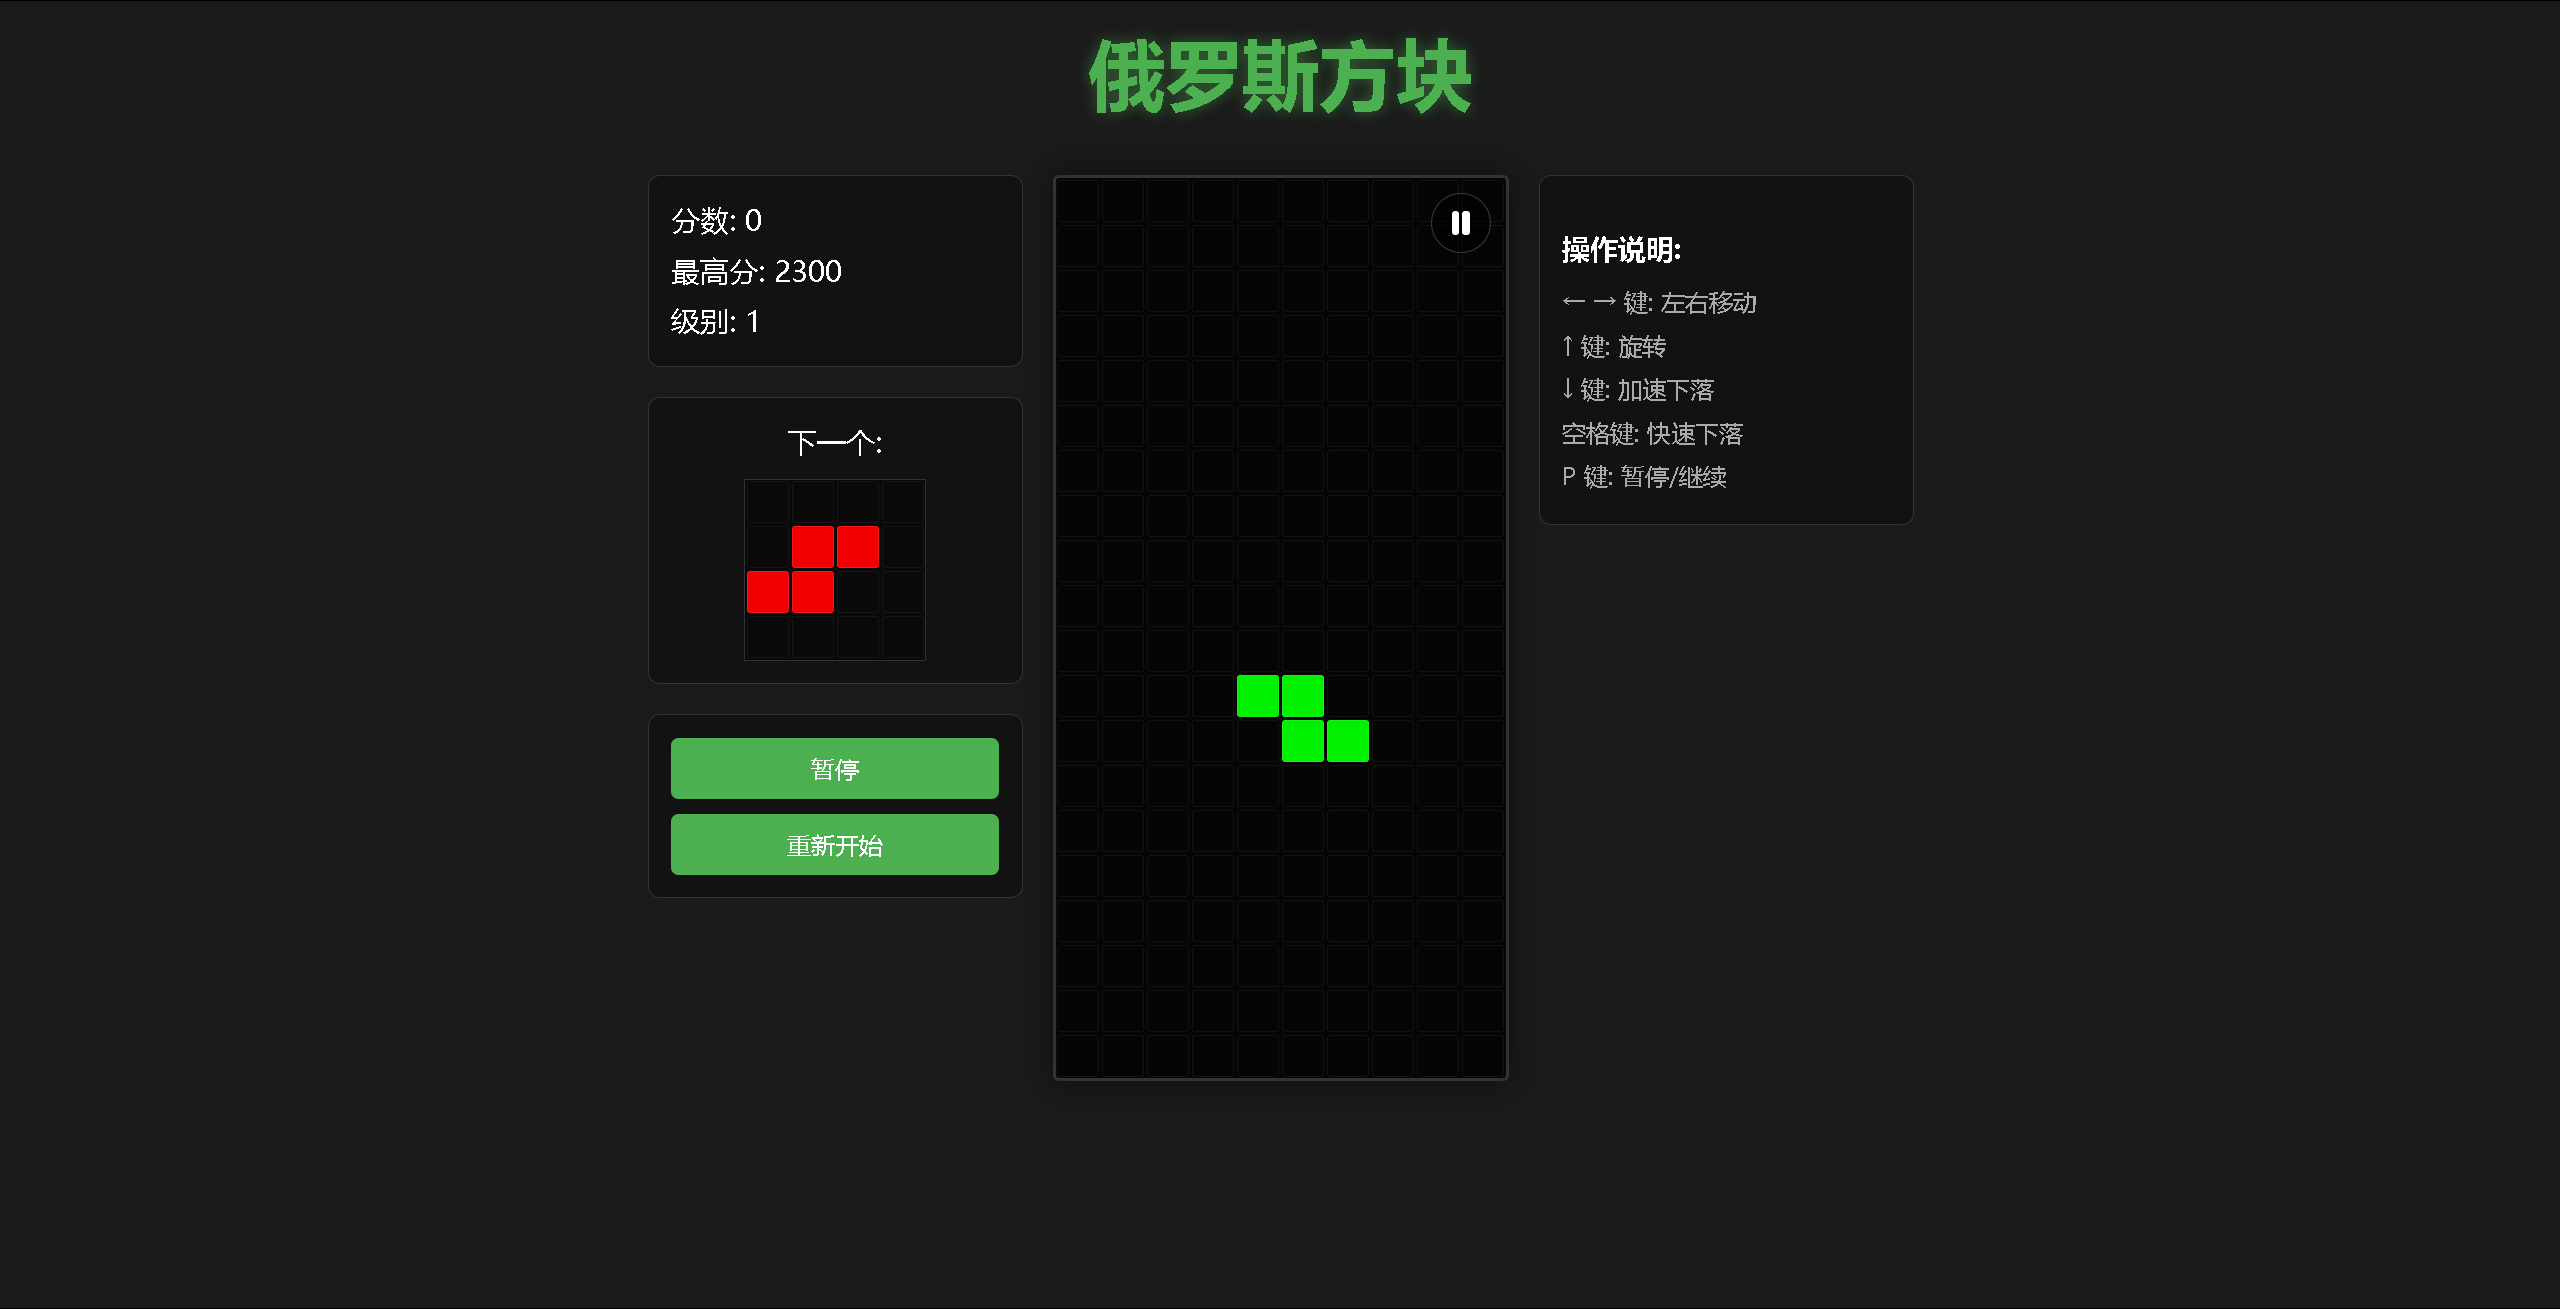 俄罗斯方块
分数: 0
最高分: 2300
级别: 1
下一个:
暂停
重新开始
操作说明:
← → 键: 左右移动
↑ 键: 旋转
↓ 键: 加速下落
空格键: 快速下落
P 键: 暂停/继续